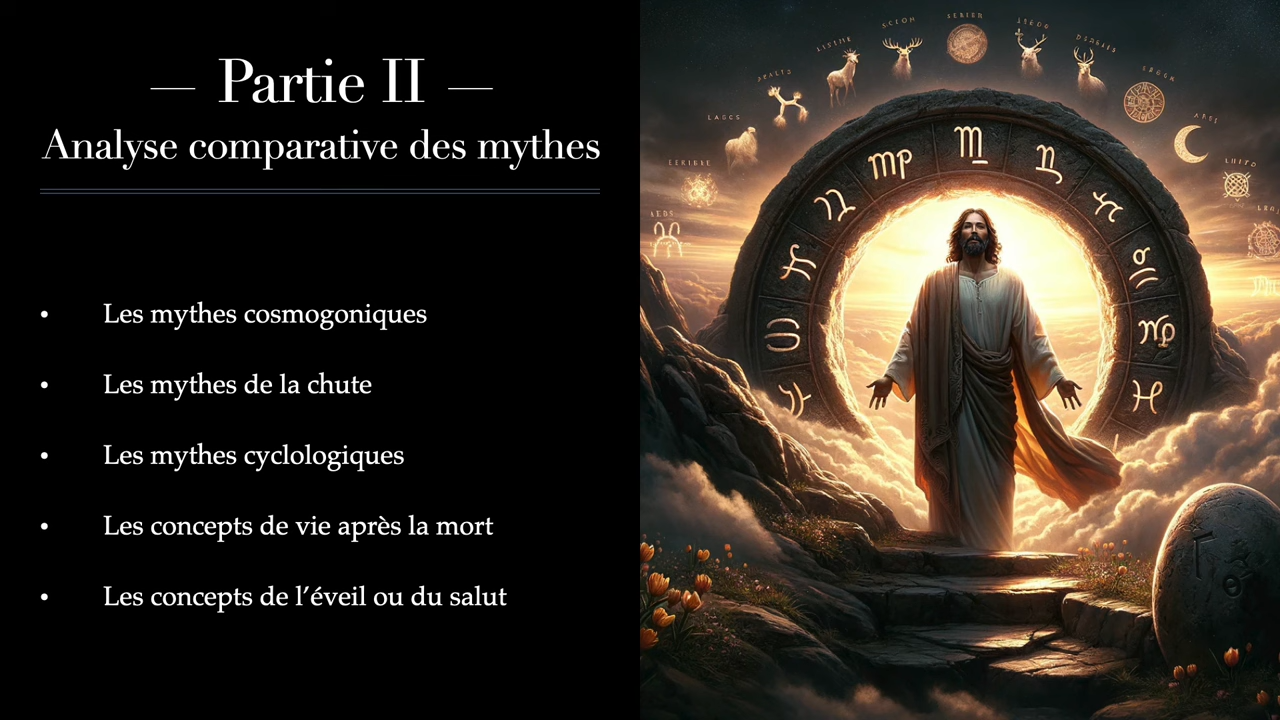 — Partie II —
Analyse comparative des mythes
• Les mythes cosmogoniques
• Les mythes de la chute
• Les mythes cyclologiques
• Les concepts de vie après la mort
• Les concepts de l’éveil ou du salut